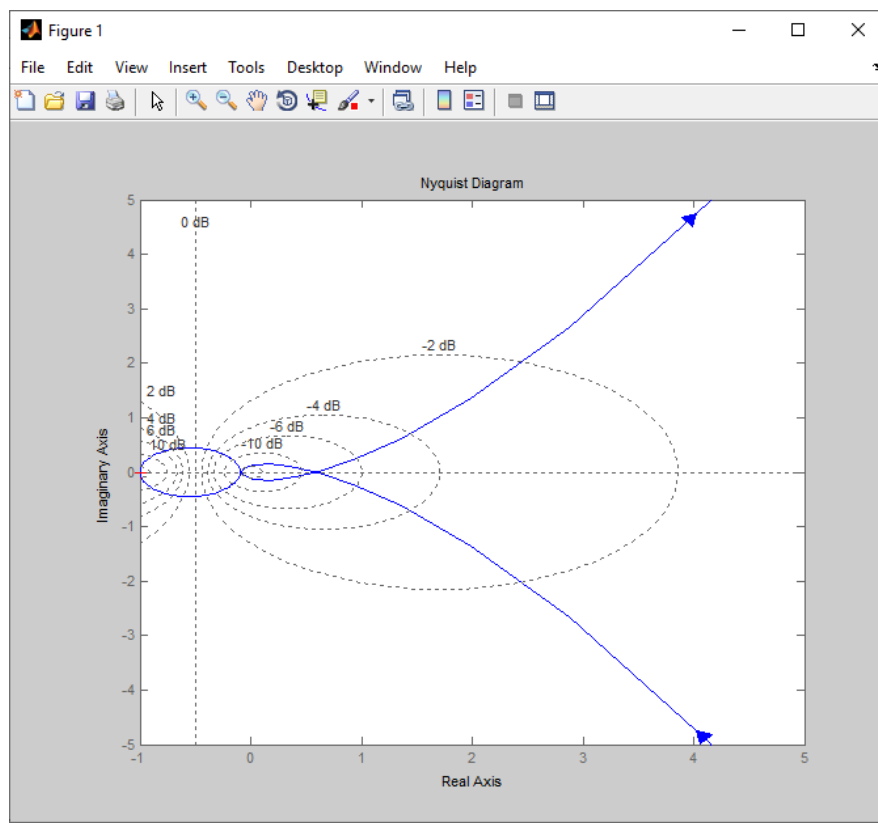 Figure 1
File Edit View Insert Tools Desktop Window Help
Nyquist Diagram
5
0 dB
4
3
2
-2 dB
2 dB
1
4 dB
-4 dB
6 dB
-6 dB
10 dB
-10 dB
0
-1
-2
-3
-4
-5
Imaginary Axis
-1 0 1 2 3 4 5
Real Axis